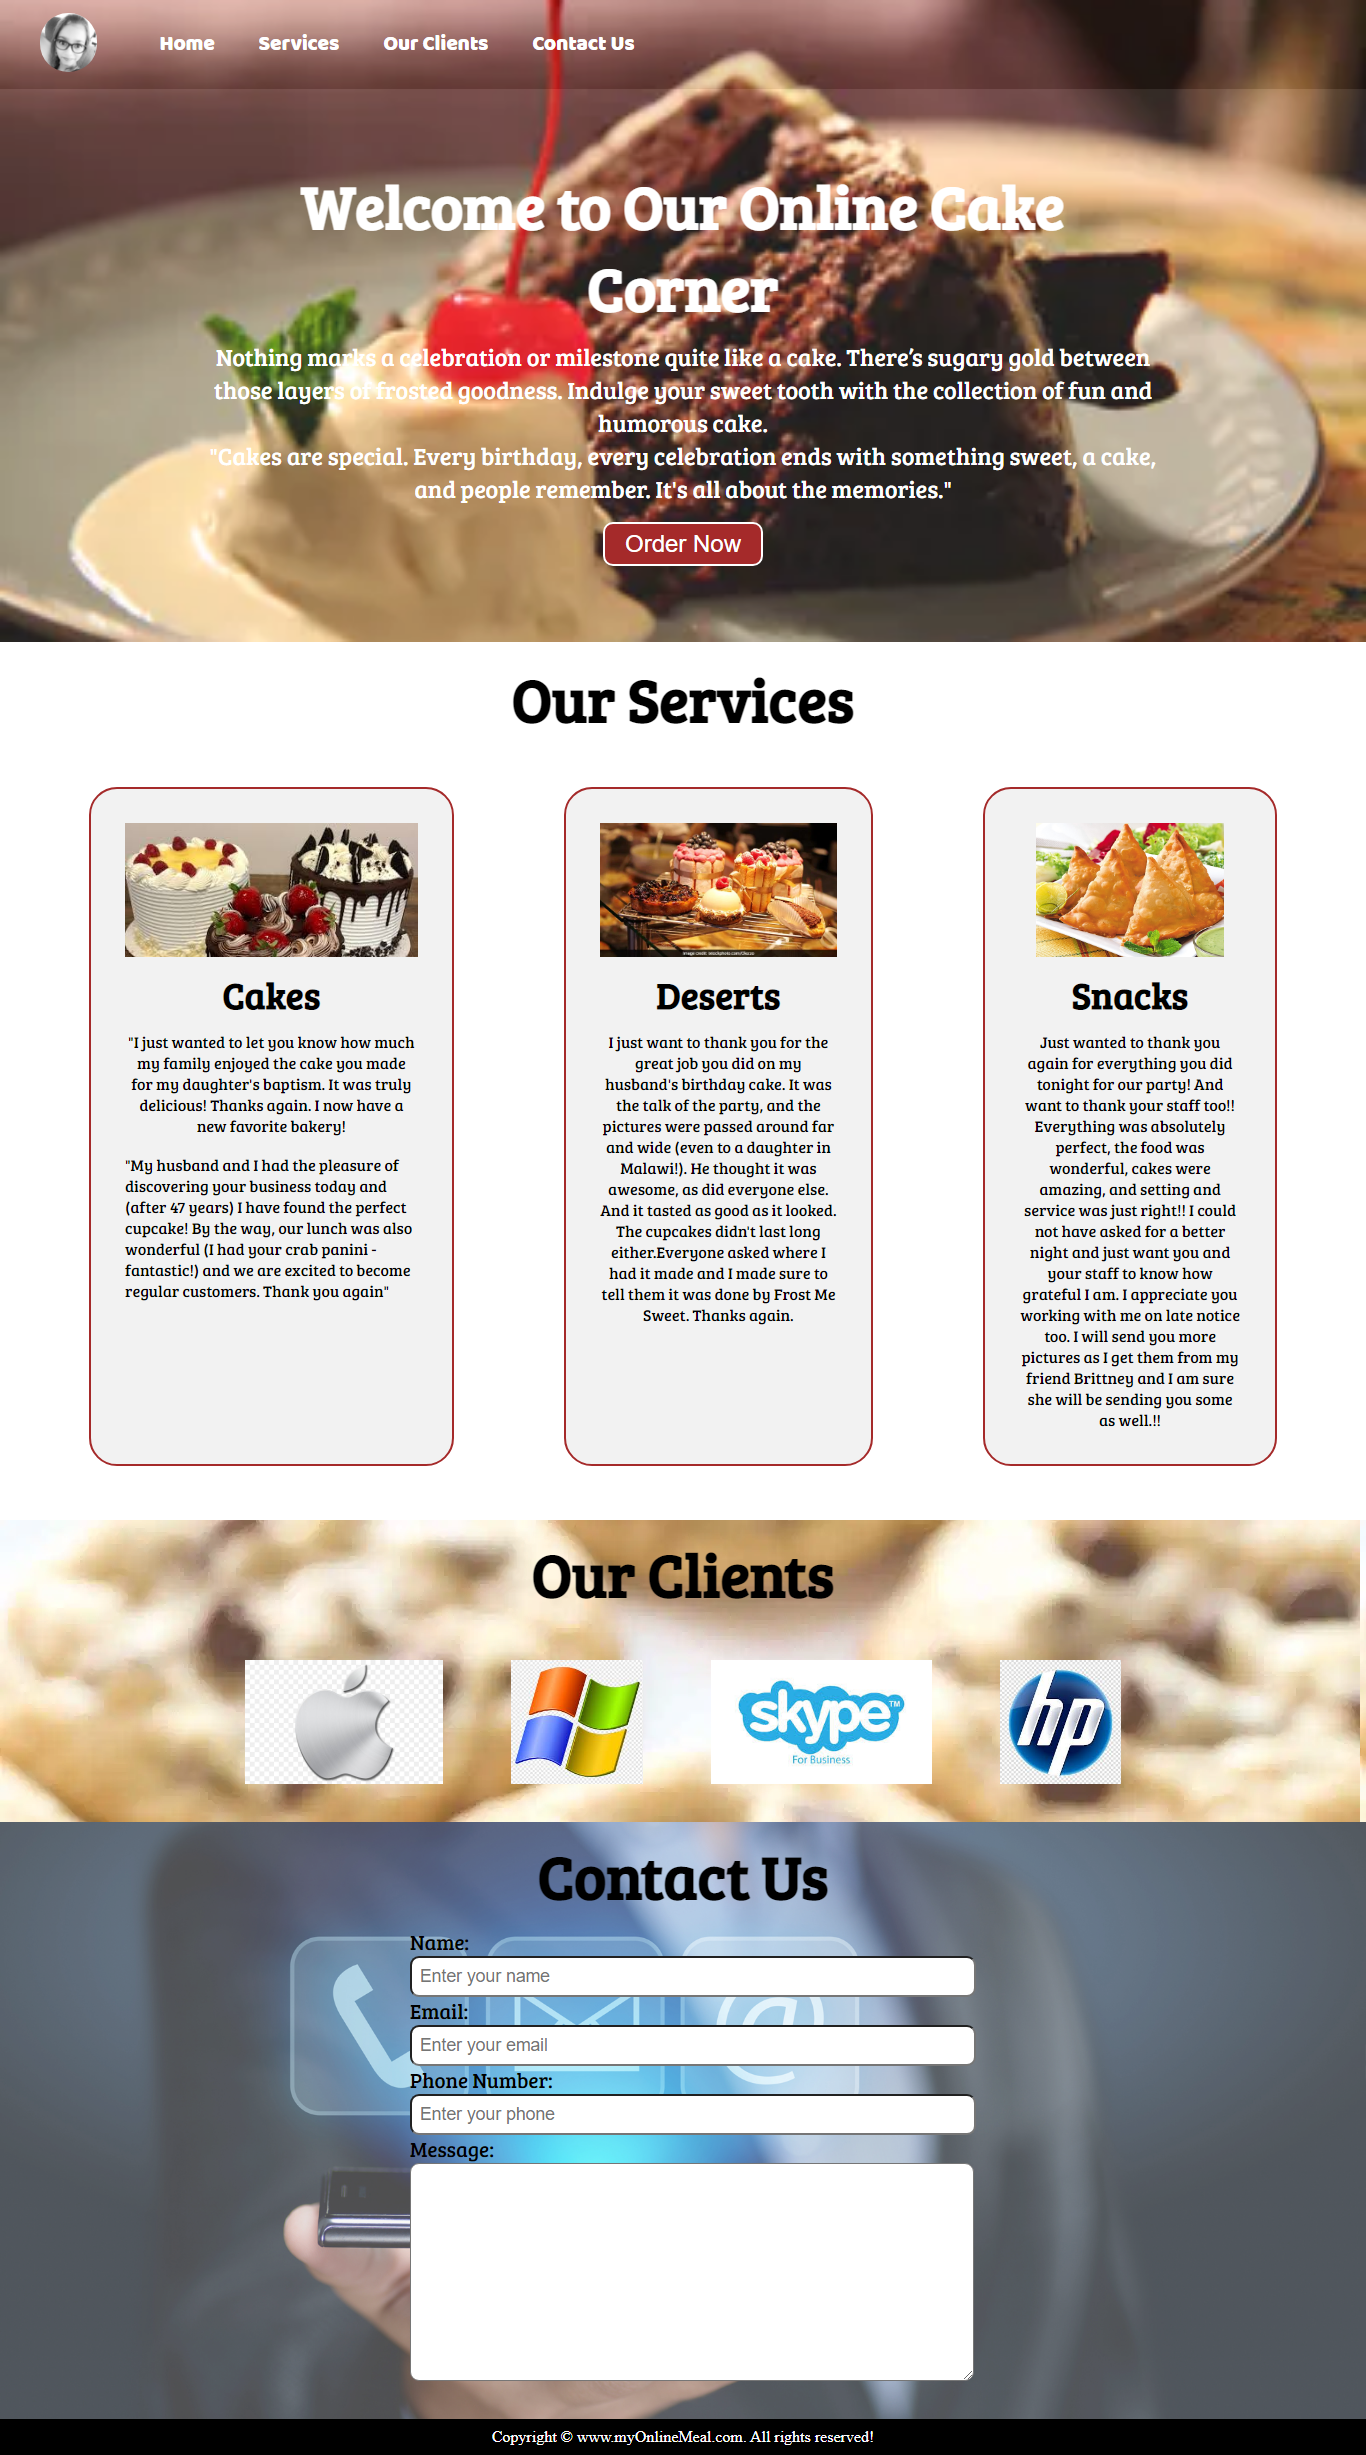 Home Services Our Clients Contact Us
Welcome to Our Online Cake
Corner
Nothing marks a celebration or milestone quite like a cake. There’s sugary gold between
those layers of frosted goodness. Indulge your sweet tooth with the collection of fun and
humorous cake.
"Cakes are special. Every birthday, every celebration ends with something sweet, a cake,
and people remember. It's all about the memories."
Order Now
Our Services
Cakes
"I just wanted to let you know how much
my family enjoyed the cake you made
for my daughter's baptism. It was truly
delicious! Thanks again. I now have a
new favorite bakery!
"My husband and I had the pleasure of
discovering your business today and
(after 47 years) I have found the perfect
cupcake! By the way, our lunch was also
wonderful (I had your crab panini -
fantastic!) and we are excited to become
regular customers. Thank you again"
Deserts
I just want to thank you for the
great job you did on my
husband's birthday cake. It was
the talk of the party, and the
pictures were passed around far
and wide (even to a daughter in
Malawi!). He thought it was
awesome, as did everyone else.
And it tasted as good as it looked.
The cupcakes didn't last long
either.Everyone asked where I
had it made and I made sure to
tell them it was done by Frost Me
Sweet. Thanks again.
Snacks
Just wanted to thank you
again for everything you did
tonight for our party! And
want to thank your staff too!!
Everything was absolutely
perfect, the food was
wonderful, cakes were
amazing, and setting and
service was just right!! I could
not have asked for a better
night and just want you and
your staff to know how
grateful I am. I appreciate you
working with me on late notice
too. I will send you more
pictures as I get them from my
friend Brittney and I am sure
she will be sending you some
as well.!!
Our Clients
skype™
For Business
hp
Contact Us
Name:
Enter your name
Email:
Enter your email
Phone Number:
Enter your phone
Message:
Copyright © www.myOnlineMeal.com. All rights reserved!